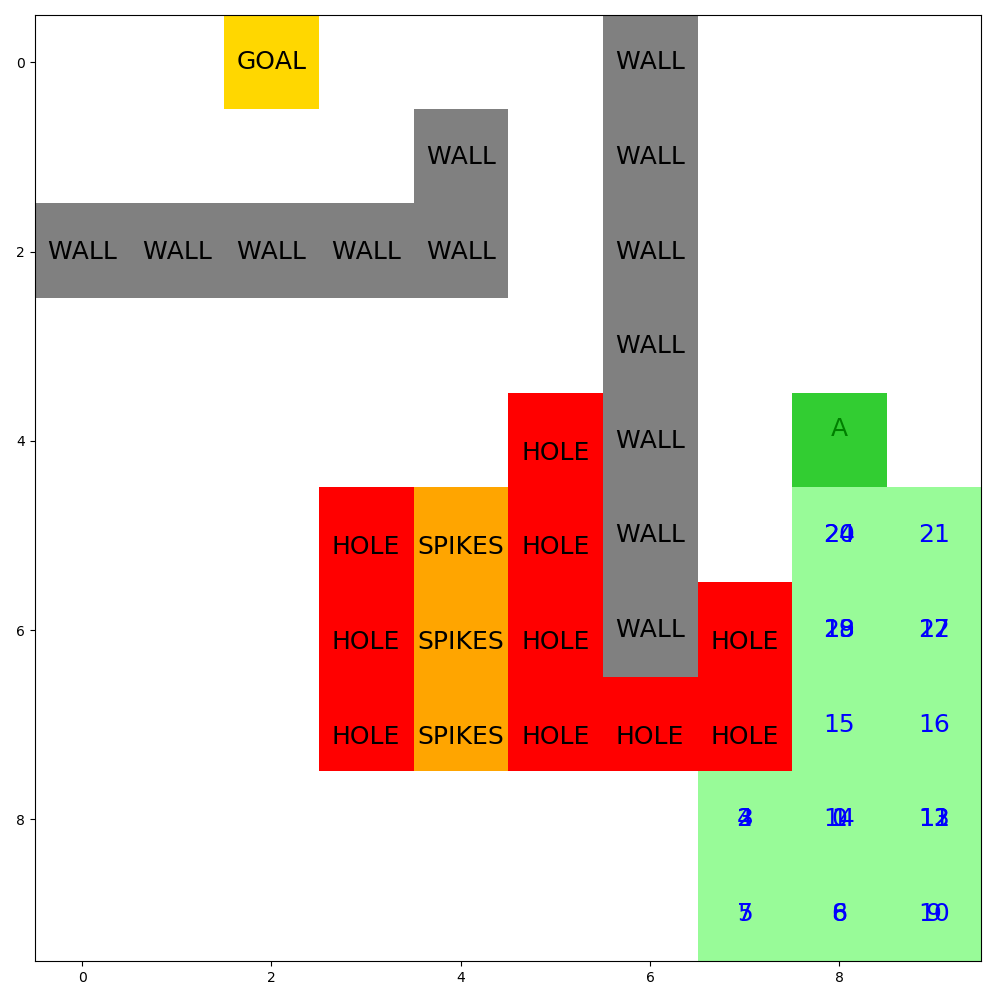 GOAL WALL
0
WALL WALL
WALL WALL WALL WALL WALL WALL
2
WALL
HOLE WALL A
4
HOLE SPIKES HOLE WALL 21
HOLE SPIKES HOLE WALL HOLE
6
HOLE SPIKES HOLE HOLE HOLE 15 16
8
0 2 4 6 8